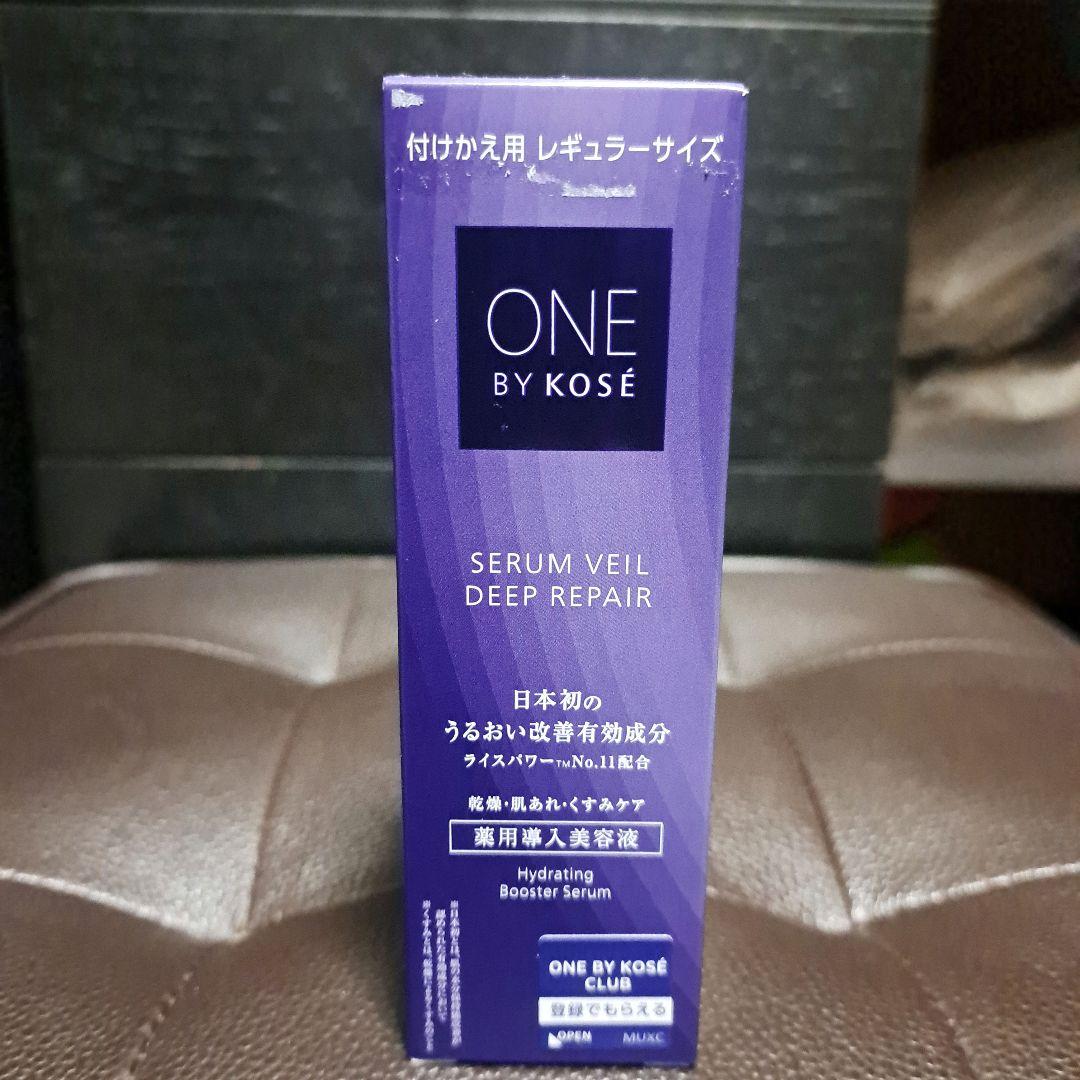 付けかえ用 レギュラーサイズ
ONE
BY KOSÉ
SERUM VEIL
DEEP REPAIR
日本初の
うるおい改善有効成分
ライスパワー™No.11配合
乾燥・肌あれ・くすみケア
薬用導入美容液
Hydrating
Booster Serum
ONE BY KOSÉ
CLUB
登録でもらえる
OPEN MUXC